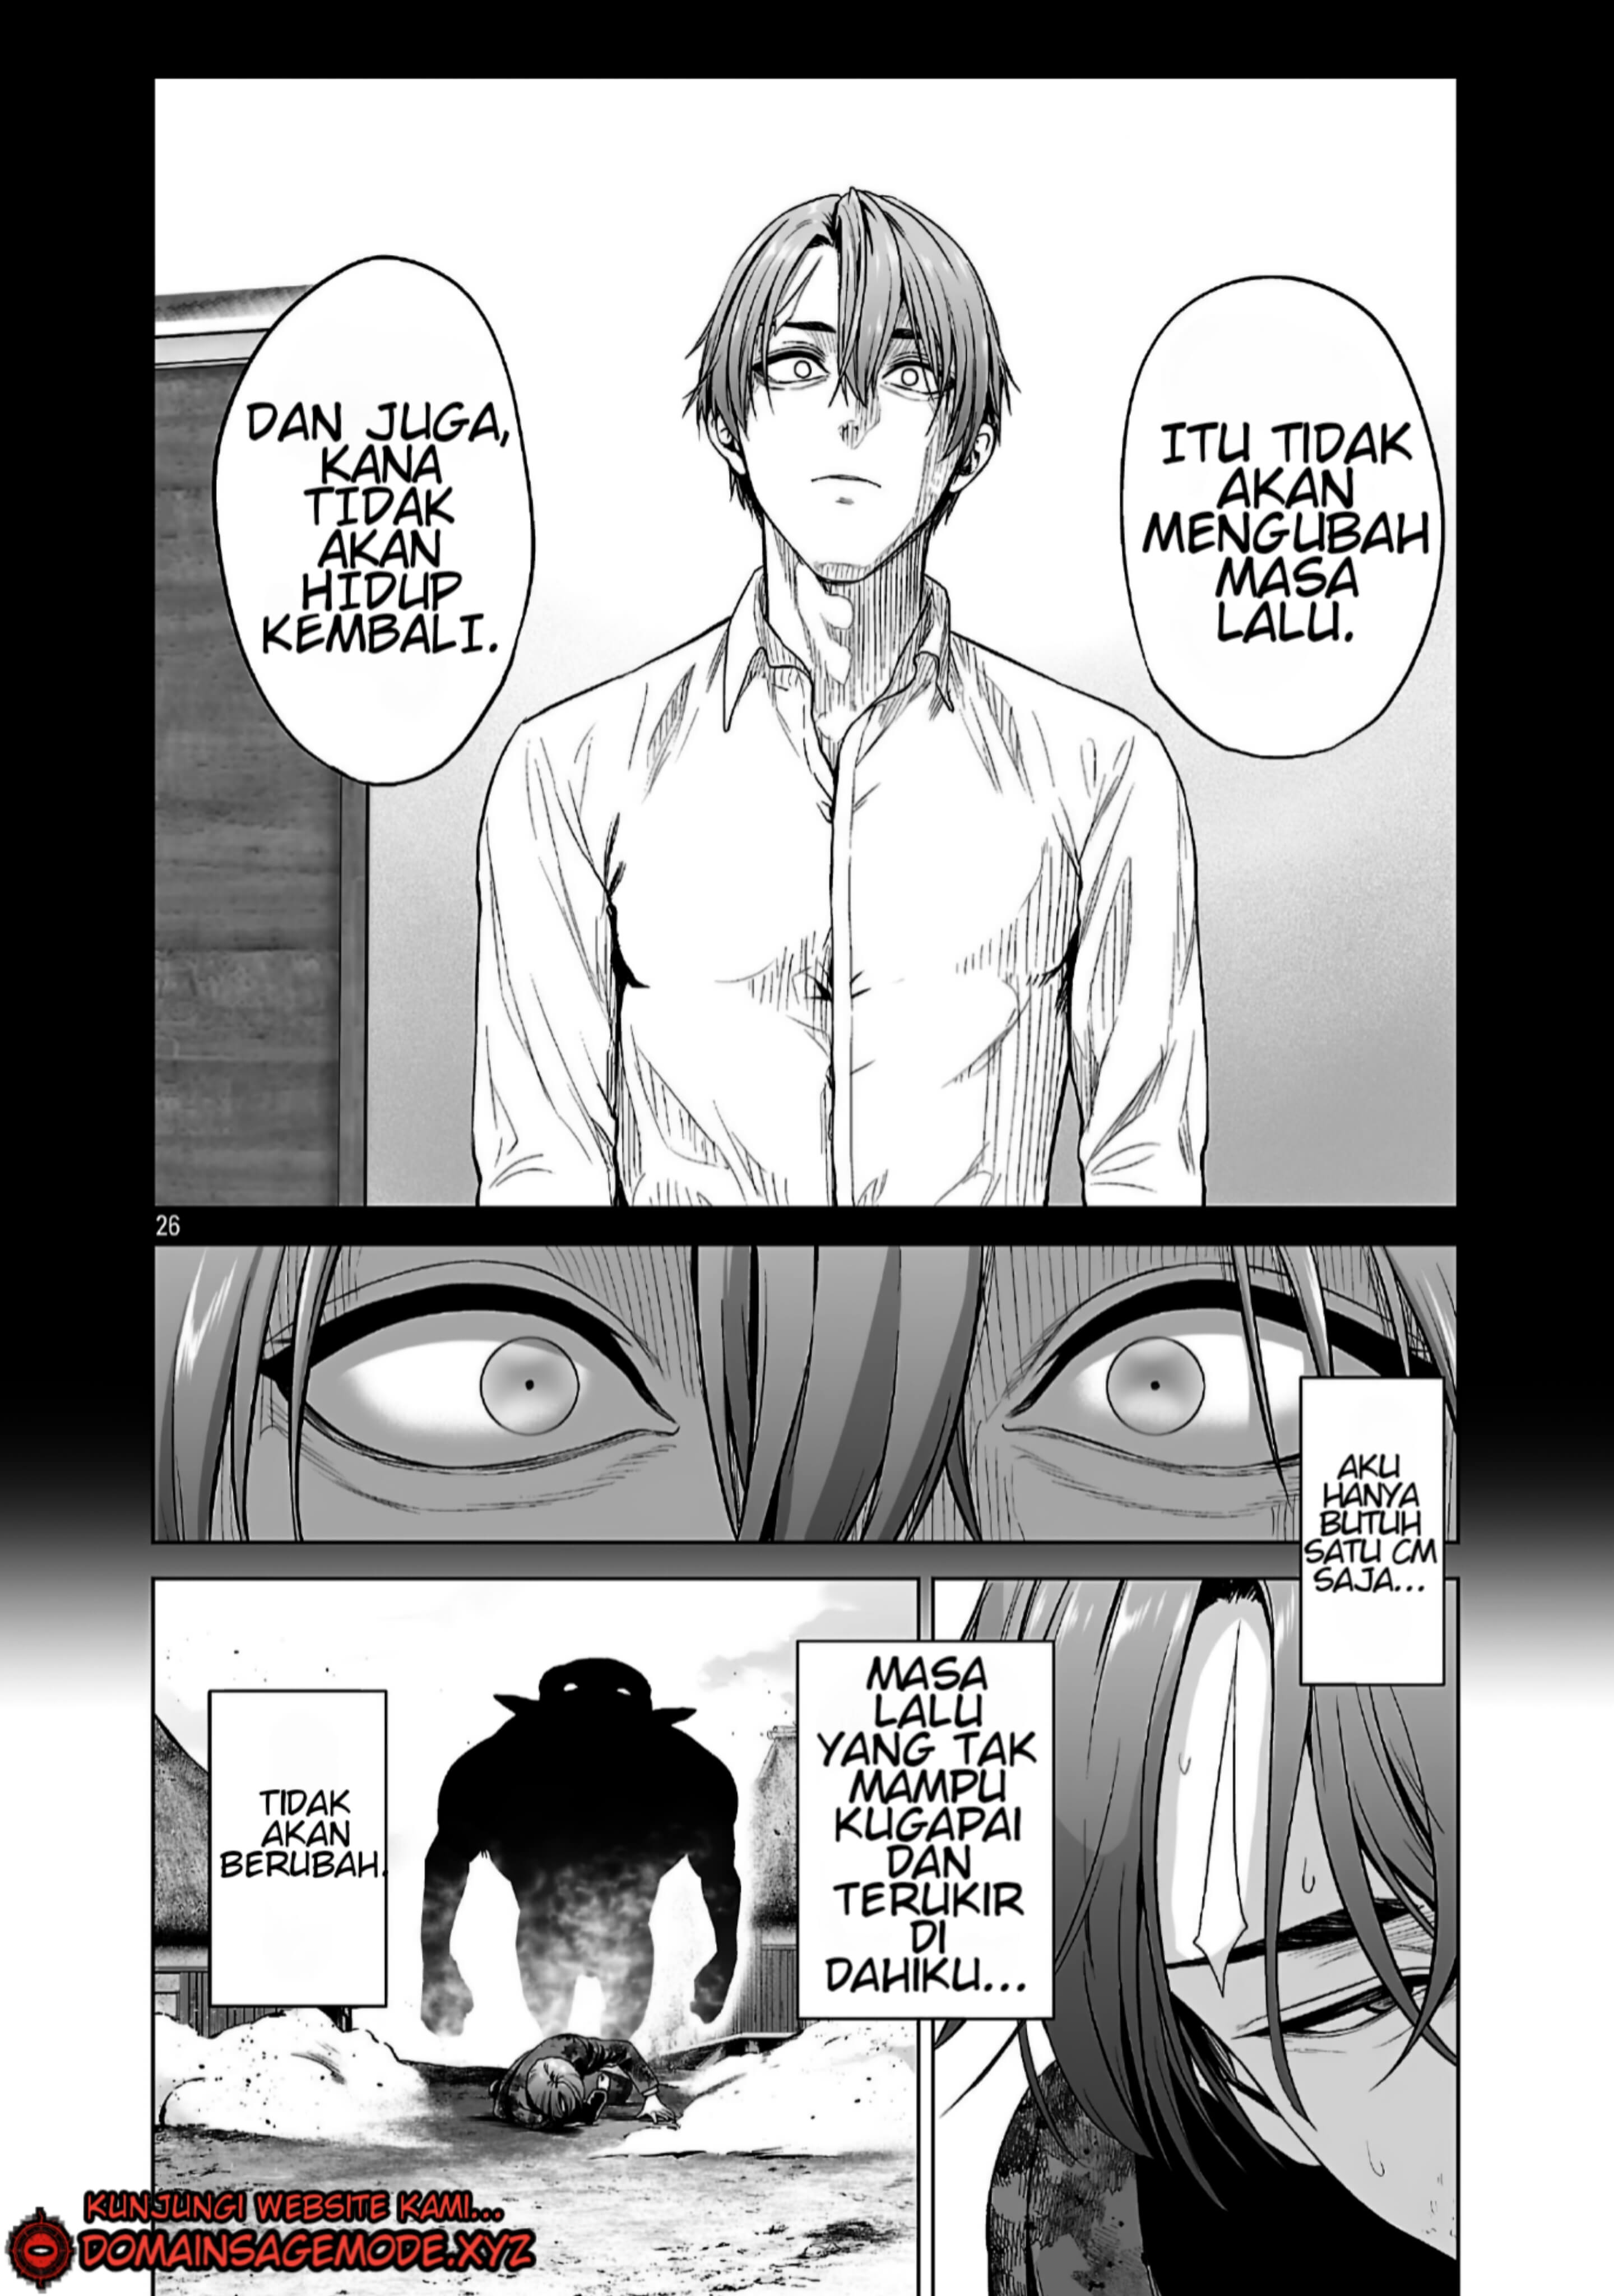 ITU TIDAK
AKAN
MENGUBAH
MASA
LALU.
DAN JUGA,
KANA
TIDAK
AKAN
HIDUP
KEMBALI.
26
AKU
HANYA
BUTUH
SATU CM
SAJA...
MASA
LALU
YANG TAK
MAMPU
KUGAPAI
DAN
TERUKIR
DI
DAHIKU...
TIDAK
AKAN
BERUBAH.
KUNJUNGI WEBSITE KAMI...
DOMAINSAGEMODE.XYZ